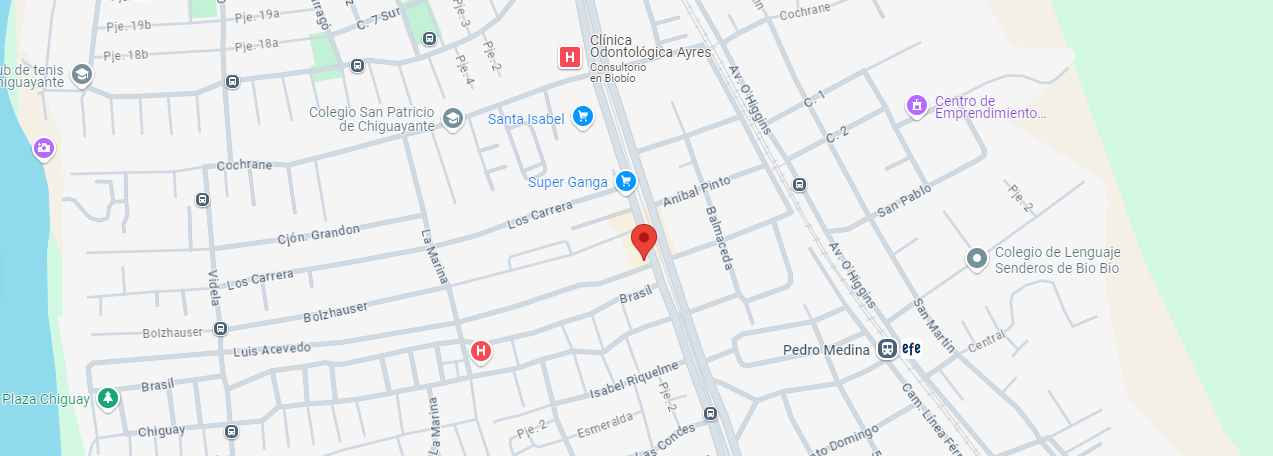 Cochrane
Pje. 19a
Pje. 19b
C. 7 Sur
Pje. 3
Pje. 18a
Pje. 18b
Pje. 2
Pje. 4
Clínica
Odontológica Ayres
Consultorio
en Biobío
Av. O'Higgins
ub de tenis
higuayante
C. 1
Centro de
Emprendimiento...
Colegio San Patricio
de Chiguayante
Santa Isabel
C. 2
Cochrane
Super Ganga
Aníbal Pinto
San Pablo
Pje. 2
Los Carrera
Balmaceda
Cjón. Grandon
La Marina
Av. O'Higgins
Colegio de Lenguaje
Senderos de Bio Bio
Videla
Los Carrera
Brasil
Bolzhauser
San Martin
Bolzhauser
Luis Acevedo
Pedro Medina
efe
Central
Brasil
Isabel Riquelme
Plaza Chiguay
Pje. 2
Cam. Línea Férr
La Marina
Chiguay
Pje. 2
Esmeralda
Las Condes
nto Domingo